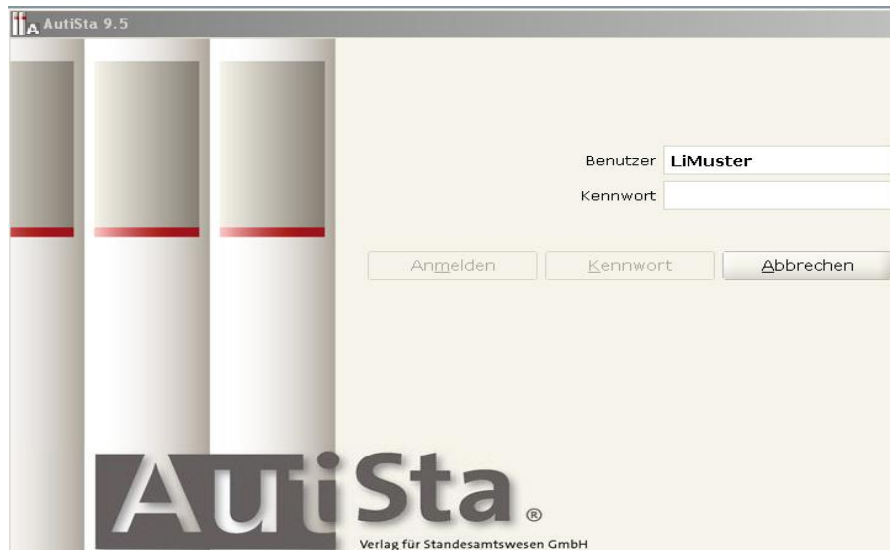 AutiSta 9.5
Benutzer LiMuster
Kennwort
Anmelden Kennwort Abbrechen
AutiSta®
Verlag für Standesamtswesen GmbH